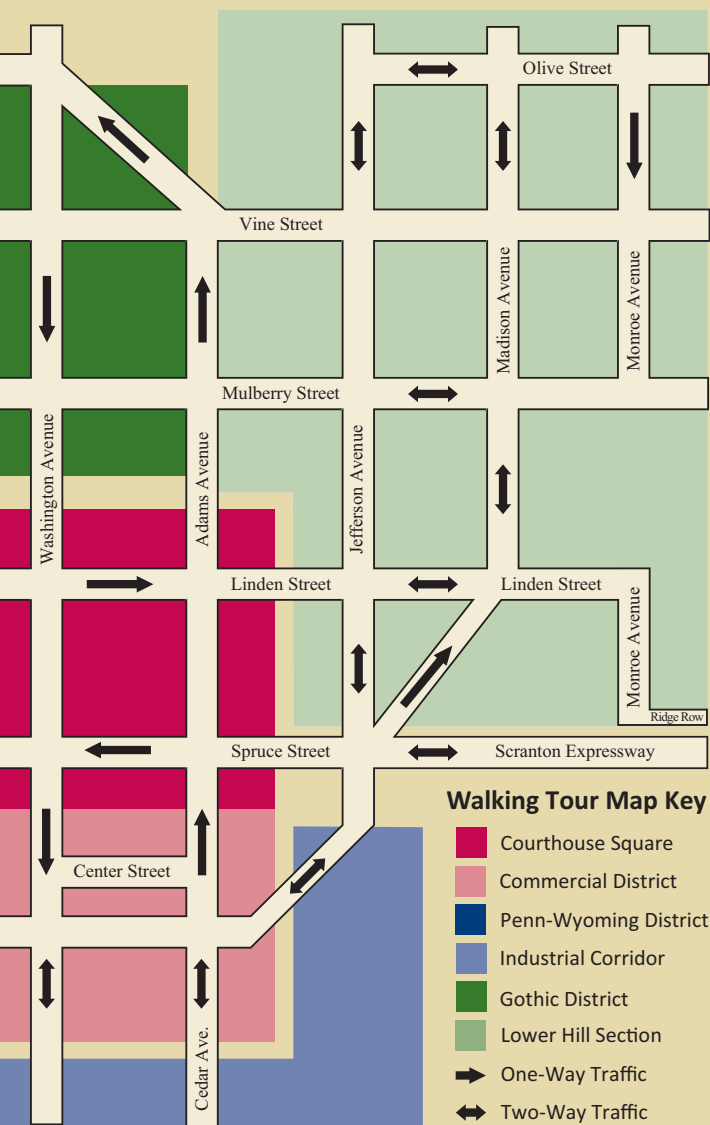 Olive Street
Vine Street
Madison Avenue
Monroe Avenue
Mulberry Street
Washington Avenue
Adams Avenue
Jefferson Avenue
Linden Street
Linden Street
Monroe Avenue
Ridge Row
Spruce Street
Scranton Expressway
Center Street
Cedar Ave.
Walking Tour Map Key
Courthouse Square
Commercial District
Penn-Wyoming District
Industrial Corridor
Gothic District
Lower Hill Section
One-Way Traffic
Two-Way Traffic